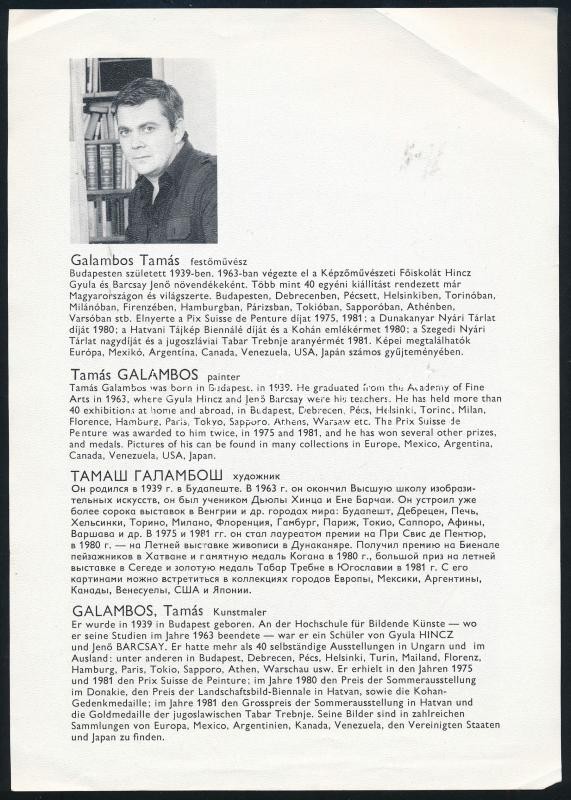 Galambos Tamás festőművész
Budapesten született 1939-ben. 1963-ban végezte el a Képzőművészeti Főiskolát Hincz
Gyula és Barcsay Jenő növendékeként. Több mint 40 egyéni kiállítást rendezett már
Magyarországon és világszerte. Budapesten, Debrecenben, Pécsett, Helsinkiben, Torinóban,
Milánóban, Firenzében, Hamburgban, Párizsban, Tokióban, Sapporóban, Athénben,
Varsóban stb. Elnyerte a Pix Suisse de Penture díjat 1975, 1981; a Dunakanyar Nyári Tárlat
díját 1980; a Hatvani Tájkép Biennálé díját és a Kohán emlékérmet 1980; a Szegedi Nyári
Tárlat nagydíját és a jugoszláviai Tabar Trebnje aranyérmét 1981. Képei megtalálhatók
Európa, Mexikó, Argentína, Canada, Venezuela, USA, Japán számos gyűjteményében.
Tamás GALAMBOS painter
Tamás Galambos was born in Budapest. in 1939. He graduated from the Academy of Fine
Arts in 1963, where Gyula Hincz and Jenő Barcsay were his teachers. He has held more than
40 exhibitions at home and abroad, in Budapest, Debrecen, Pécs, Helsinki, Torino, Milan,
Florence, Hamburg, Paris, Tokyo, Sapporo, Athens, Warsaw etc. The Prix Suisse de
Penture was awarded to him twice, in 1975 and 1981, and he has won several other prizes,
and medals. Pictures of his can be found in many collections in Europe, Mexico, Argentina,
Canada, Venezuela, USA, Japan.
ТАМАШ ГАЛАМБОШ художник
Он родился в 1939 г. в Будапеште. В 1963 г. он окончил Высшую школу изобрази-
тельных искусств, он был учеником Дьюлы Хинца и Ене Барчаи. Он устроил уже
более сорока выставок в Венгрии и др. городах мира: Будапешт, Дебрецен, Печь,
Хельсинки, Торино, Милано, Флоренция, Гамбург, Париж, Токио, Саппоро, Афины,
Варшава и др. В 1975 и 1981 гг. он стал лауреатом премии на При Свис де Пентюр,
в 1980 г. — на Летней выставке живописи в Дунаканяре. Получил премию на Биенале
пейзажников в Хатване и гамятную медаль Когана в 1980 г., большой приз на летней
выставке в Сегеде и золотую медаль Табар Требне в Югославии в 1981 г. С его
картинами можно встретиться в коллекциях городов Европы, Мексики, Аргентины,
Канады, Венесуелы, США и Японии.
GALAMBOS, Tamás Kunstmaler
Er wurde in 1939 in Budapest geboren. An der Hochschule für Bildende Künste — wo
er seine Studien im Jahre 1963 beendete — war er ein Schüler von Gyula HINCZ
und Jenő BARCSAY. Er hatte mehr als 40 selbständige Ausstellungen in Ungarn und im
Ausland: unter anderen in Budapest, Debrecen, Pécs, Helsinki, Turin, Mailand, Florenz,
Hamburg, Paris, Tokio, Sapporo, Athen, Warschau usw. Er erhielt in den Jahren 1975
und 1981 den Prix Suisse de Peinture; im Jahre 1980 den Preis der Sommerausstellung
im Donakie, den Preis der Landschaftsbild-Biennale in Hatvan, sowie die Kohan-
Gedenkmedaille; im Jahre 1981 den Grosspreis der Sommerausstellung in Hatvan und
die Goldmedaille der jugoslawischen Tabar Trebnje. Seine Bilder sind in zahlreichen
Sammlungen von Europa, Mexico, Argentinien, Kanada, Venezuela, den Vereinigten Staaten
und Japan zu finden.